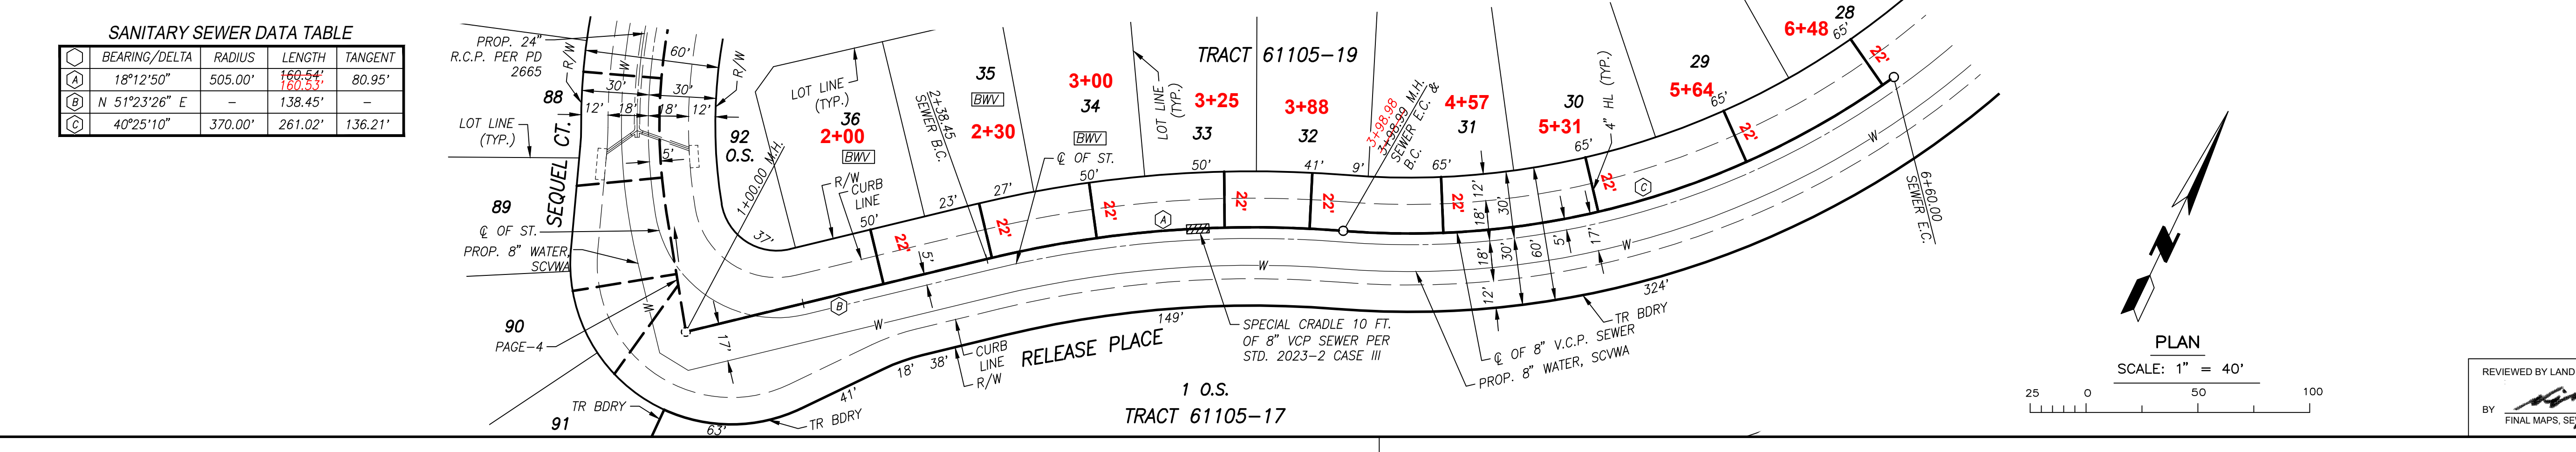 SANITARY SEWER DATA TABLE
BEARING/DELTA RADIUS LENGTH TANGENT
A 18°12'50" 505.00' 160.54' 160.53' 80.95'
B N 51°23'26" E - 138.45' -
C 40°25'10" 370.00' 261.02' 136.21'
PROP. 24"
R.C.P. PER PD
2665
R/W
60'
R/W
W
30' 30'
12' 18' 18' 12'
88
LOT LINE
(TYP.)
SEQUEL CT.
5'
92
O.S.
1+00.00 M.H.
89
℄ OF ST.
PROP. 8" WATER,
SCVWA
W
90
PAGE-4
91
TR BDRY
63'
TR BDRY
41'
18'
38'
17'
37'
LOT LINE
(TYP.)
36
2+00
BWV
R/W
CURB
LINE
50'
22'
5'
B
W
CURB
LINE
R/W
2+38.45
SEWER B.C.
23'
35
BWV
2+30
27'
22'
℄ OF ST.
3+00
34
BWV
50'
22'
LOT LINE
(TYP.)
TRACT 61105-19
3+25
33
50'
22'
A
3+88
32
41'
22'
9'
3+98.98
3+98.99 M.H.
SEWER E.C. &
B.C.
4+57
31
65'
22'
12'
18'
30'
18'
30'
60'
12'
5'
17'
30
5+31
4" HL (TYP.)
65'
22'
C
29
5+64
65'
22'
28
6+48
65'
22'
6+60.00
SEWER E.C.
W
W
W
W
RELEASE PLACE
149'
SPECIAL CRADLE 10 FT.
OF 8" VCP SEWER PER
STD. 2023-2 CASE III
324'
TR BDRY
℄ OF 8" V.C.P. SEWER
PROP. 8" WATER, SCVWA
1 O.S.
TRACT 61105-17
N
PLAN
SCALE: 1" = 40'
25 0 50 100
REVIEWED BY LAND
BY
FINAL MAPS, SE